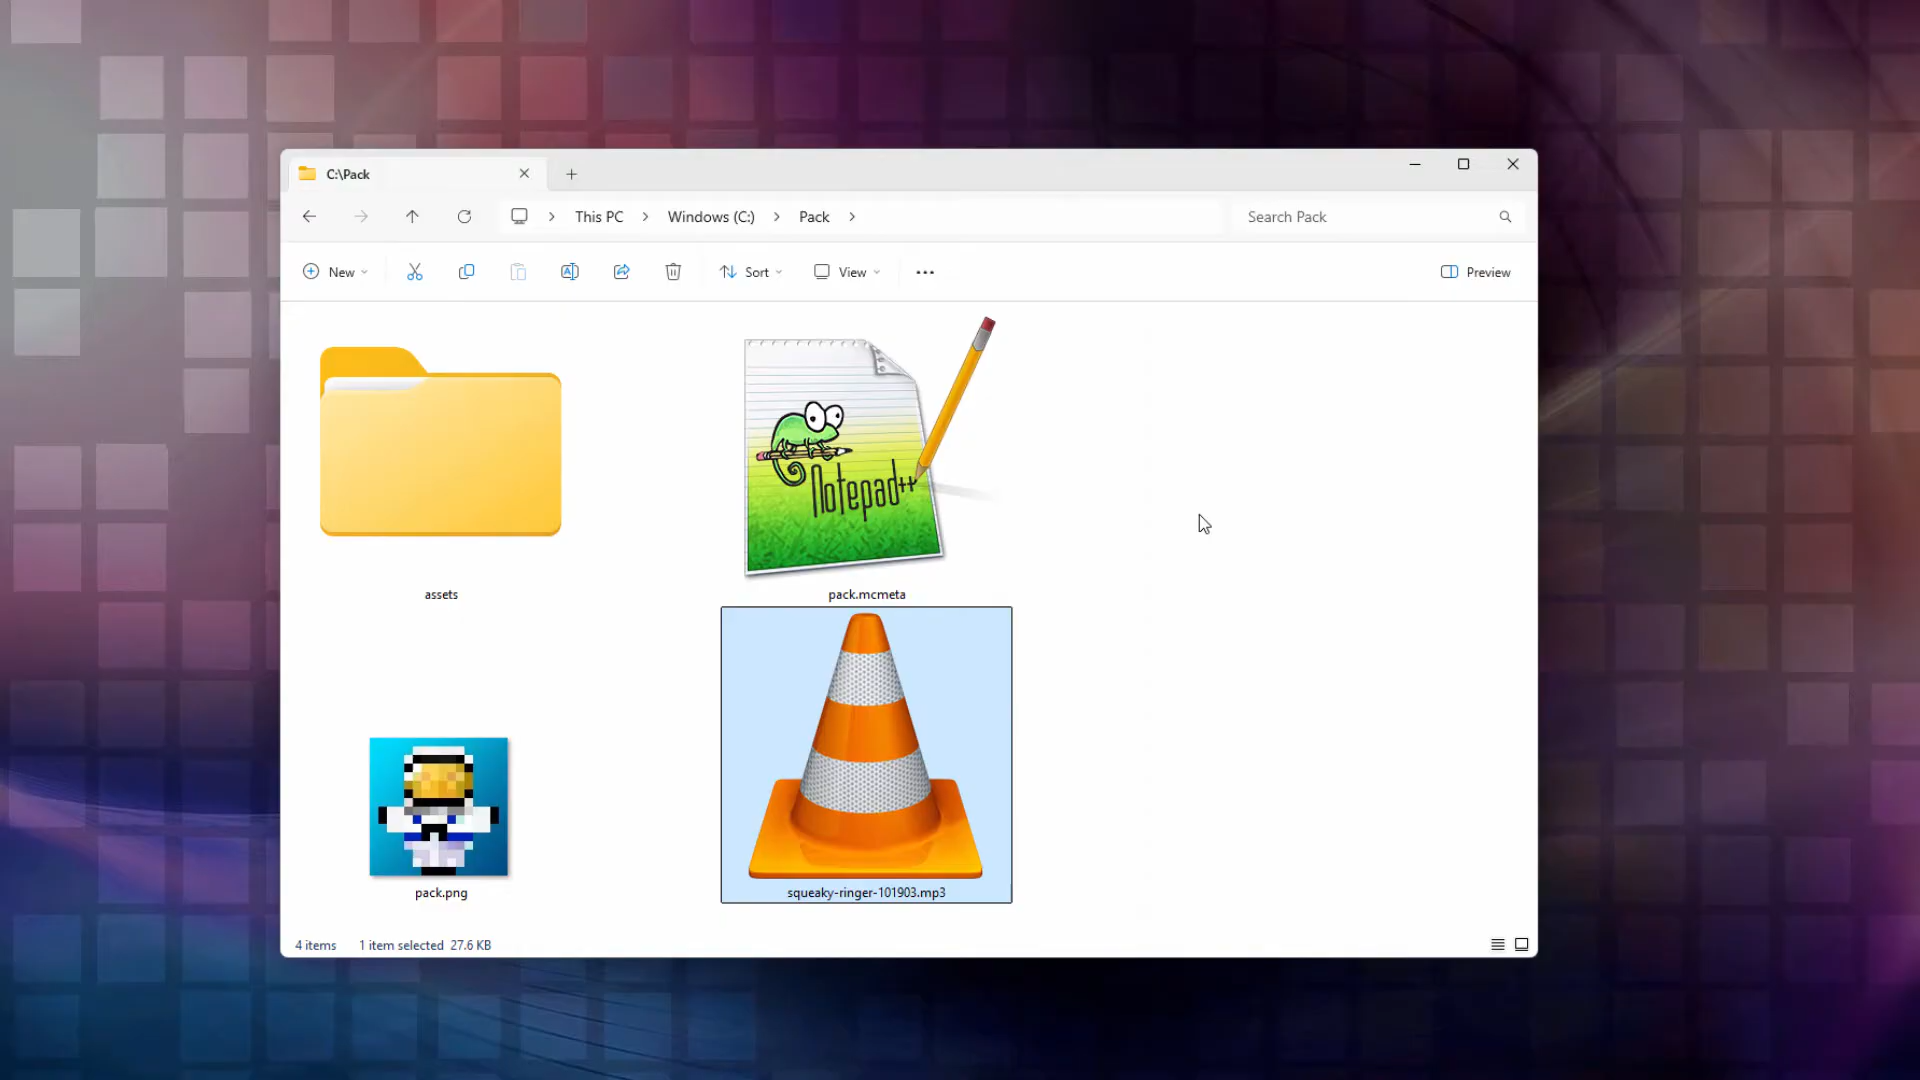 C:\Pack
This PC
Windows (C:)
Pack
Search Pack
New
Sort
View
Preview
Notepad++
assets
pack.mcmeta
pack.png
squeaky-ringer-101903.mp3
4 items
1 item selected 27.6 KB